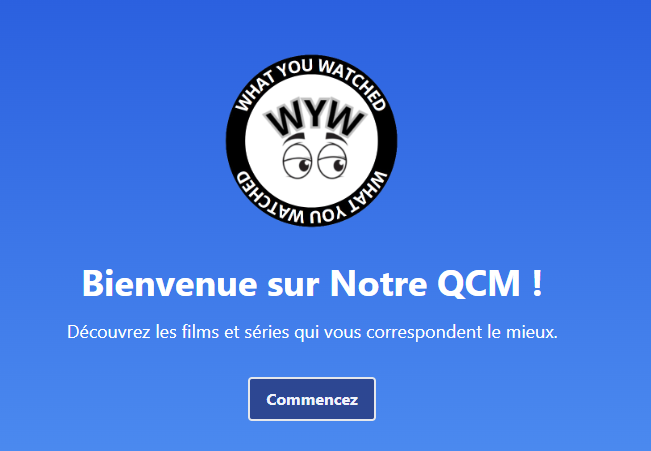 WHAT YOU WATCHED
WYW
WHAT YOU WATCHED
Bienvenue sur Notre QCM !
Découvrez les films et séries qui vous correspondent le mieux.
Commencez